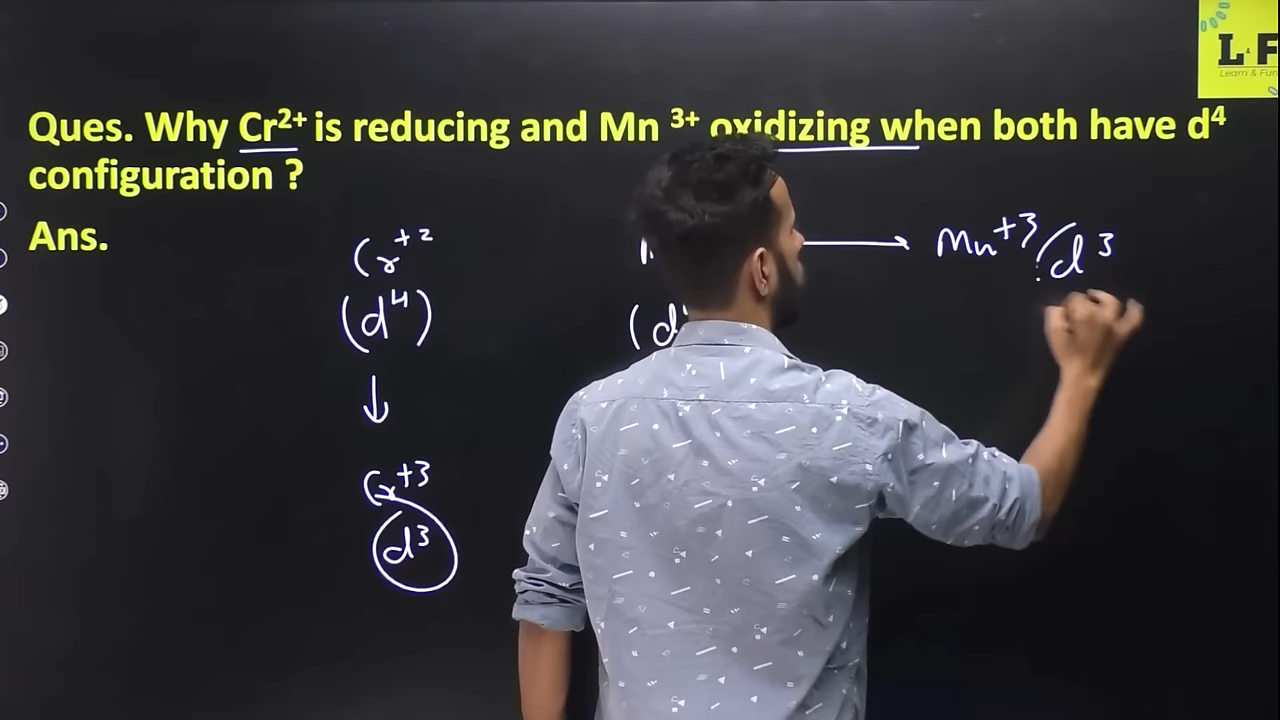 Ques. Why Cr²⁺ is reducing and Mn ³⁺ oxidizing when both have d⁴
configuration ?
Ans.
Cr⁺² Mn⁺³/d³
(d⁴) (d
↓
Cr⁺³
d³
L&F
Learn & Fun